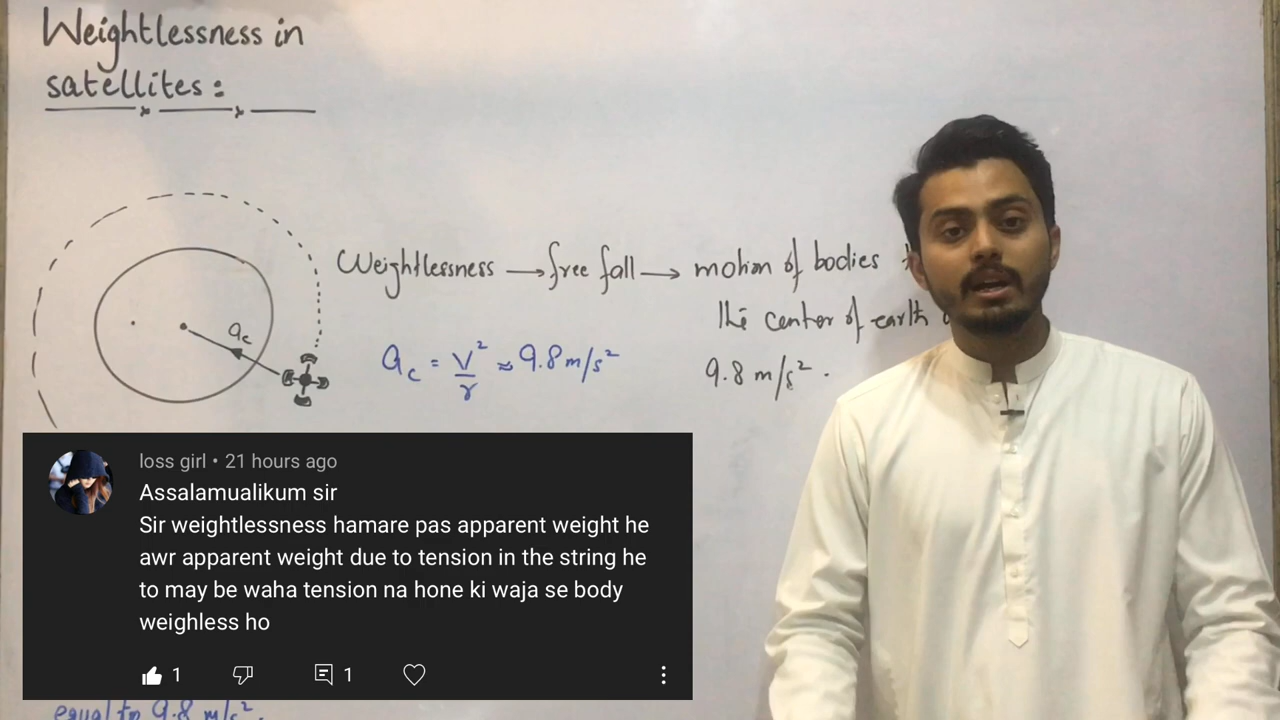 Weightlessness in
satellites :
Weightlessness → free fall → motion of bodies
the center of earth
a_c = v²/r ≈ 9.8 m/s²
9.8 m/s² .
a_c
loss girl • 21 hours ago
Assalamualikum sir
Sir weightlessness hamare pas apparent weight he
awr apparent weight due to tension in the string he
to may be waha tension na hone ki waja se body
weighless ho
1
1
equal to 9.8 m/s².